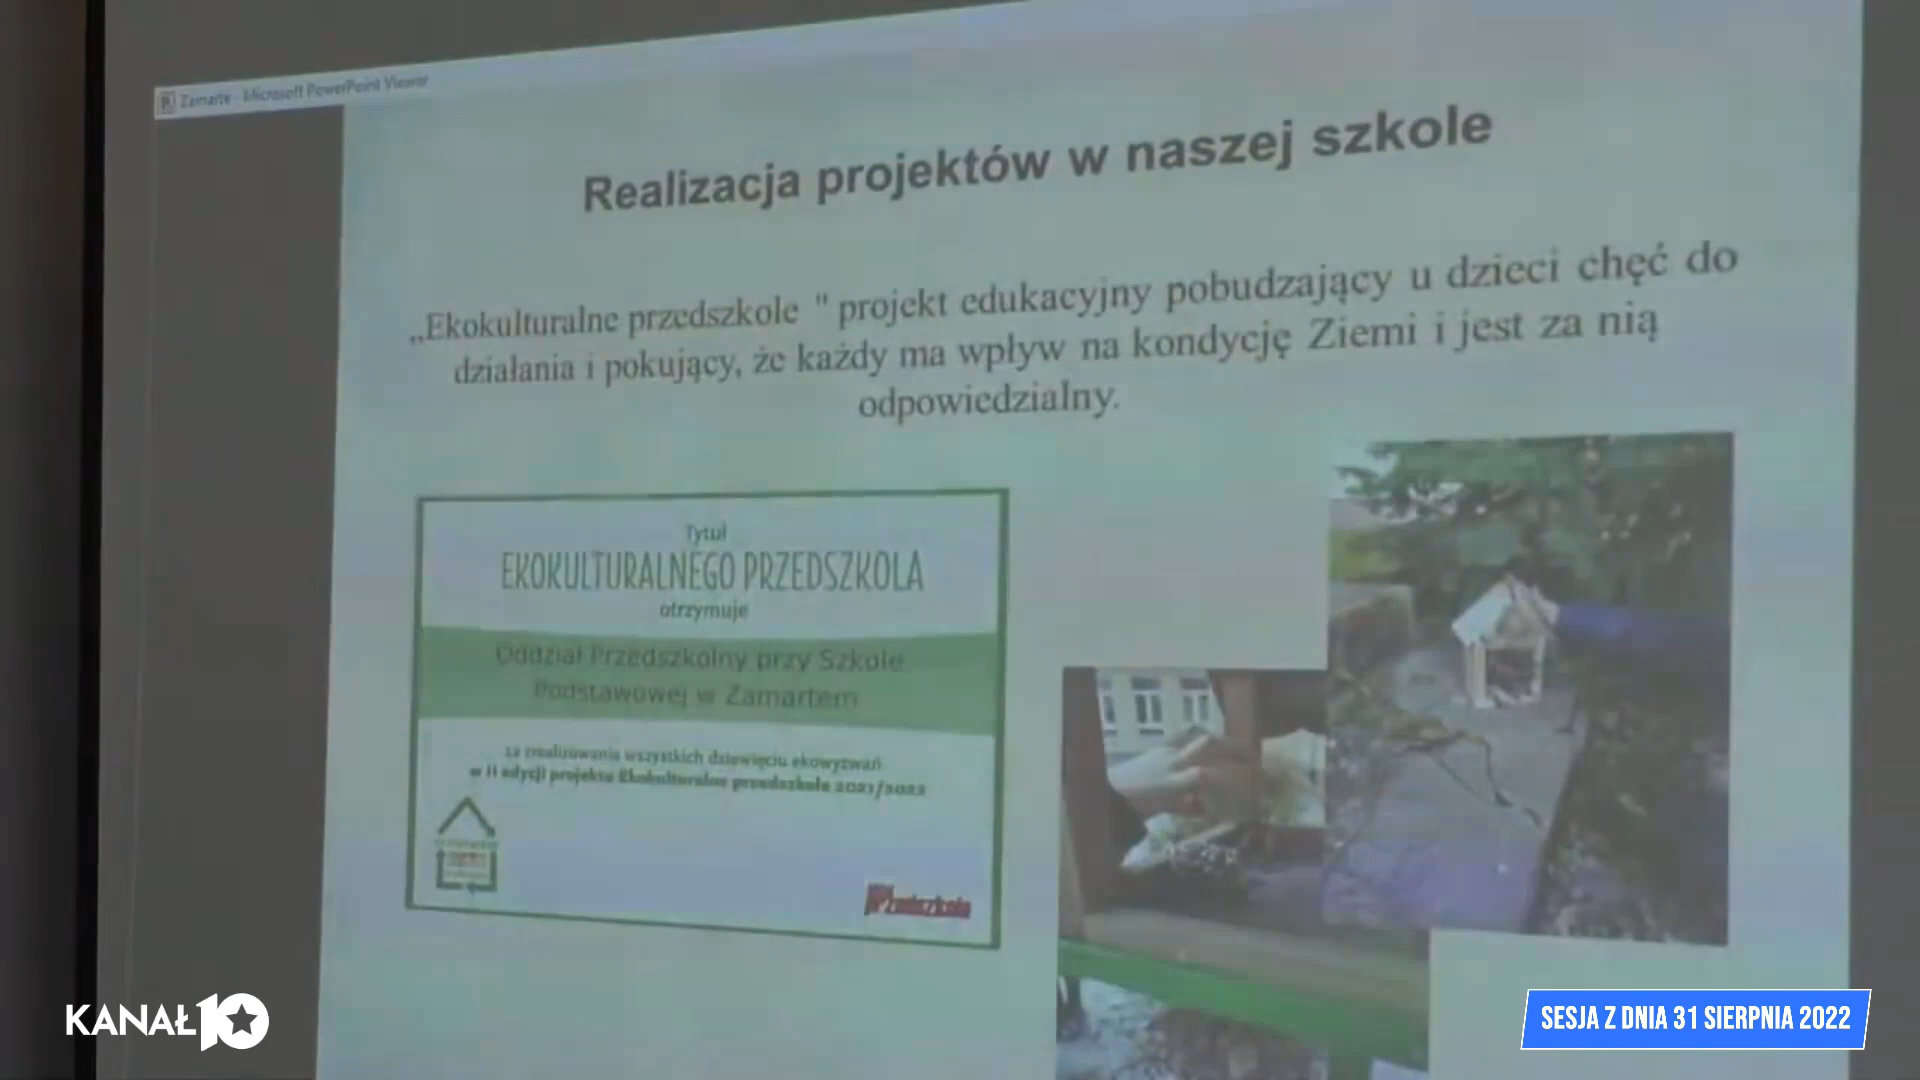 Zamarte - Microsoft PowerPoint Viewer
Realizacja projektów w naszej szkole
„Ekokulturalne przedszkole " projekt edukacyjny pobudzający u dzieci chęć do
działania i pokujący, że każdy ma wpływ na kondycję Ziemi i jest za nią
odpowiedzialny.
Tytuł
EKOKULTURALNEGO PRZEDSZKOLA
otrzymuje
Oddział Przedszkolny przy Szkole
Podstawowej w Zamartem
za zrealizowanie wszystkich dziewięciu ekowyzwań
w II edycji projektu Ekokulturalne przedszkole 2021/2022
KANAŁ10
SESJA Z DNIA 31 SIERPNIA 2022